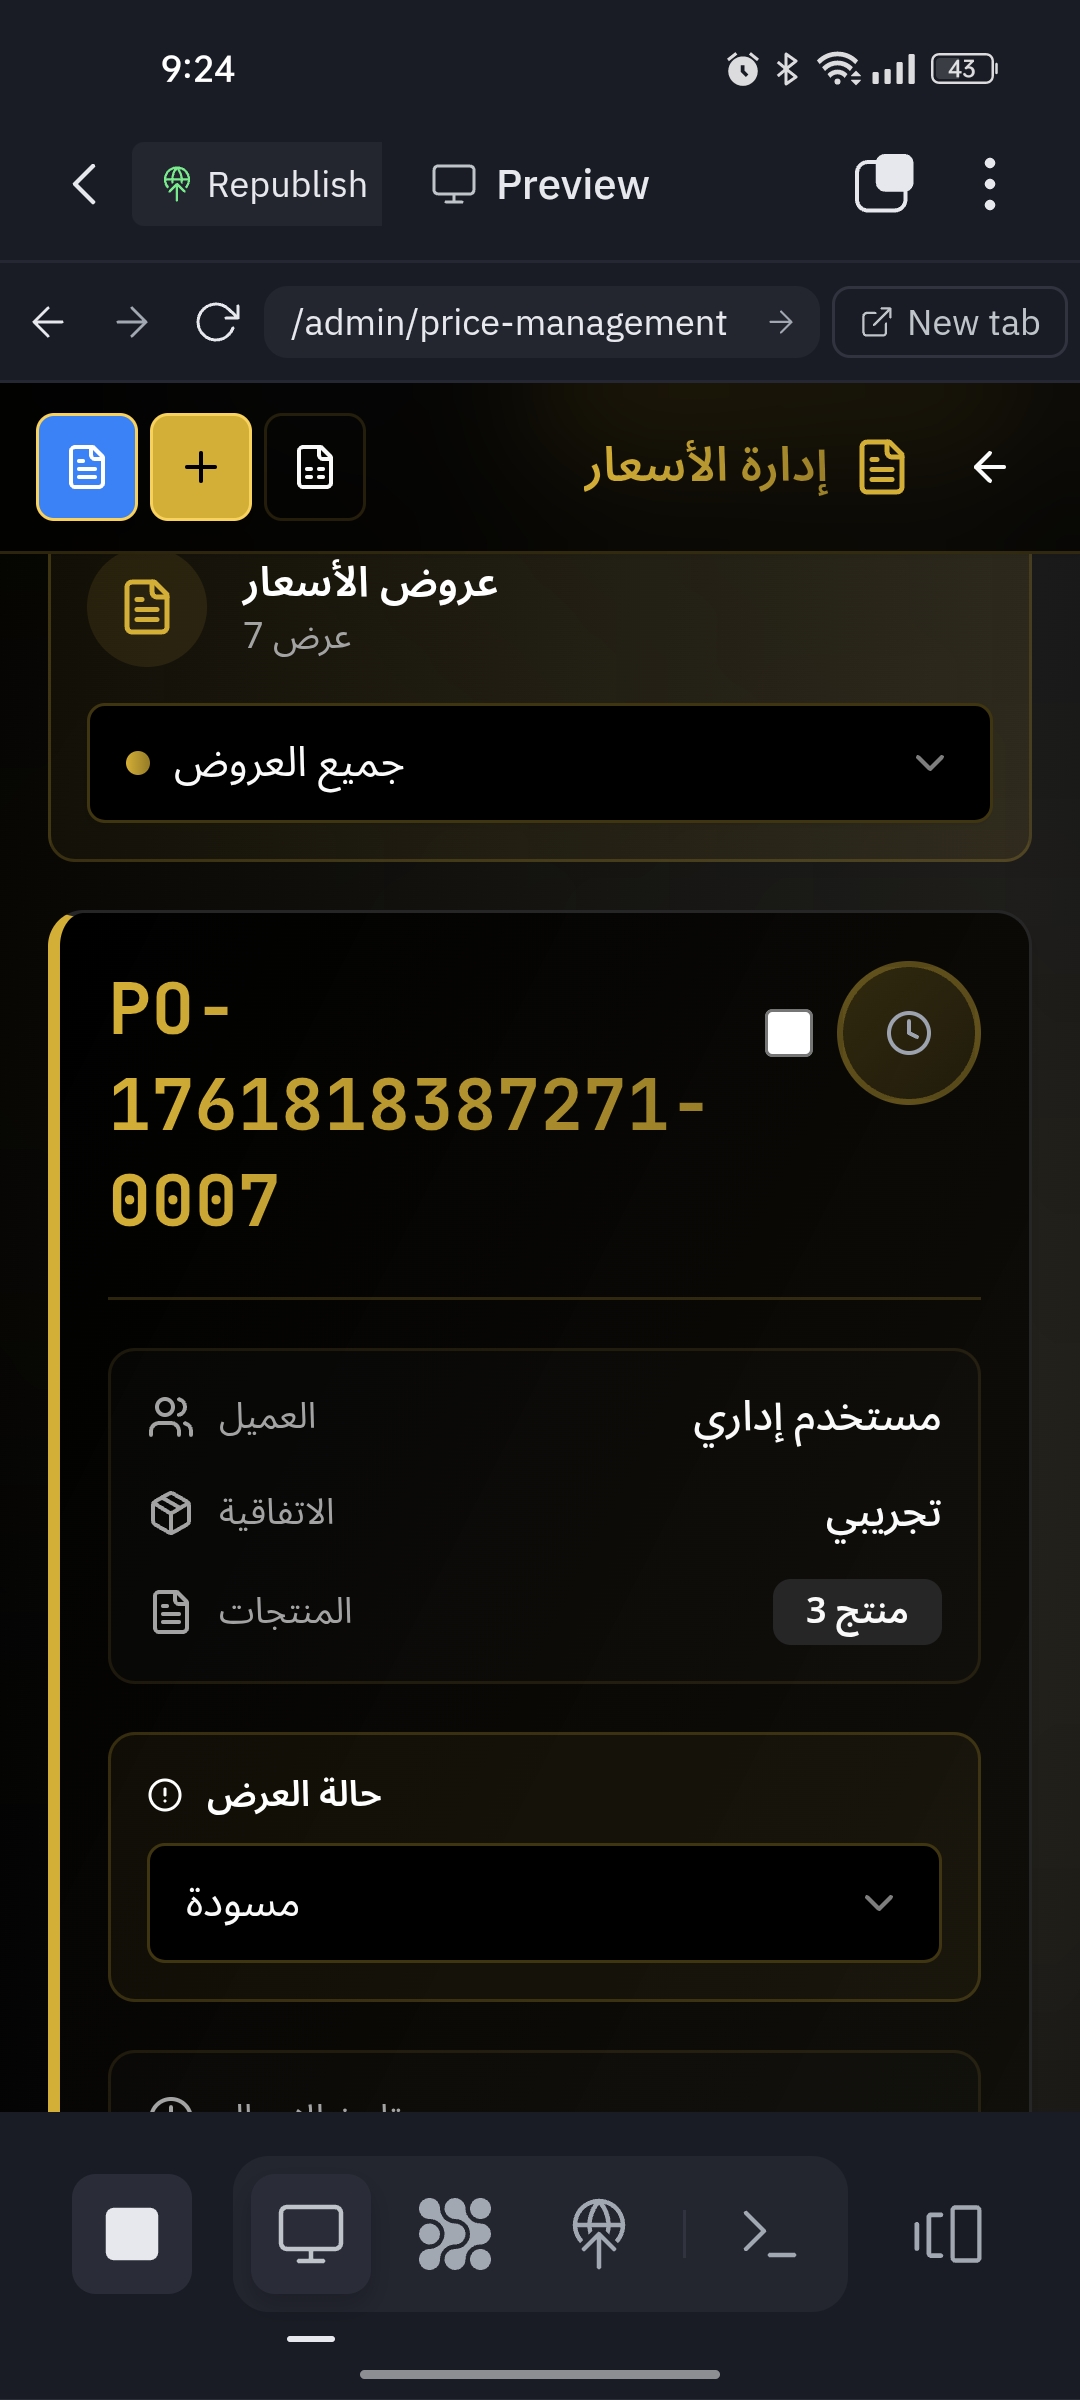 9:24
43
Republish
Preview
/admin/price-management
New tab
إدارة الأسعار
عروض الأسعار
7 عرض
جميع العروض
PO-
1761818387271-
0007
العميل
مستخدم إداري
الاتفاقية
تجريبي
المنتجات
3 منتج
حالة العرض
مسودة